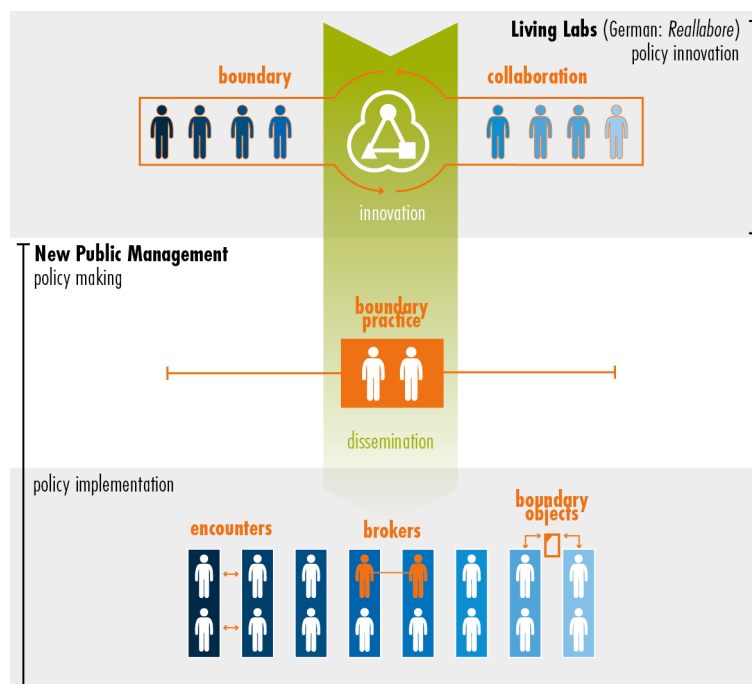 Living Labs (German: Reallabore)
policy innovation
boundary
collaboration
innovation
New Public Management
policy making
boundary
practice
dissemination
policy implementation
encounters
brokers
boundary
objects